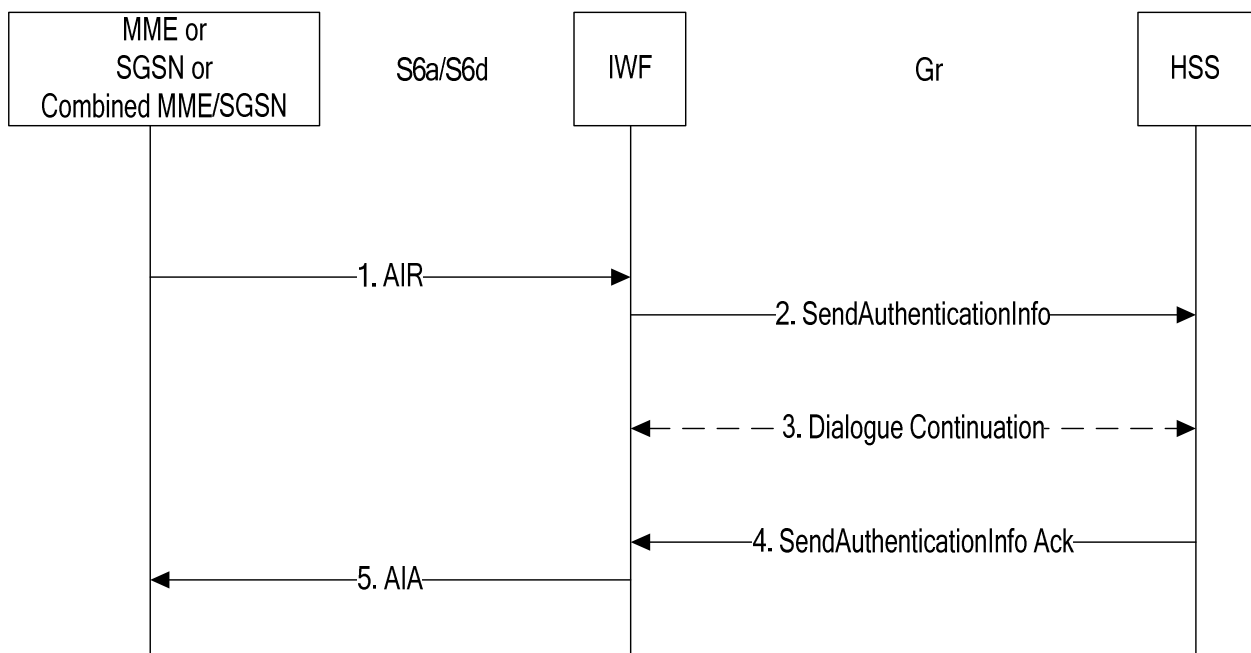 MME or
SGSN or
Combined MME/SGSN
S6a/S6d
IWF
Gr
HSS
1. AIR
2. SendAuthenticationInfo
3. Dialogue Continuation
4. SendAuthenticationInfo Ack
5. AIA